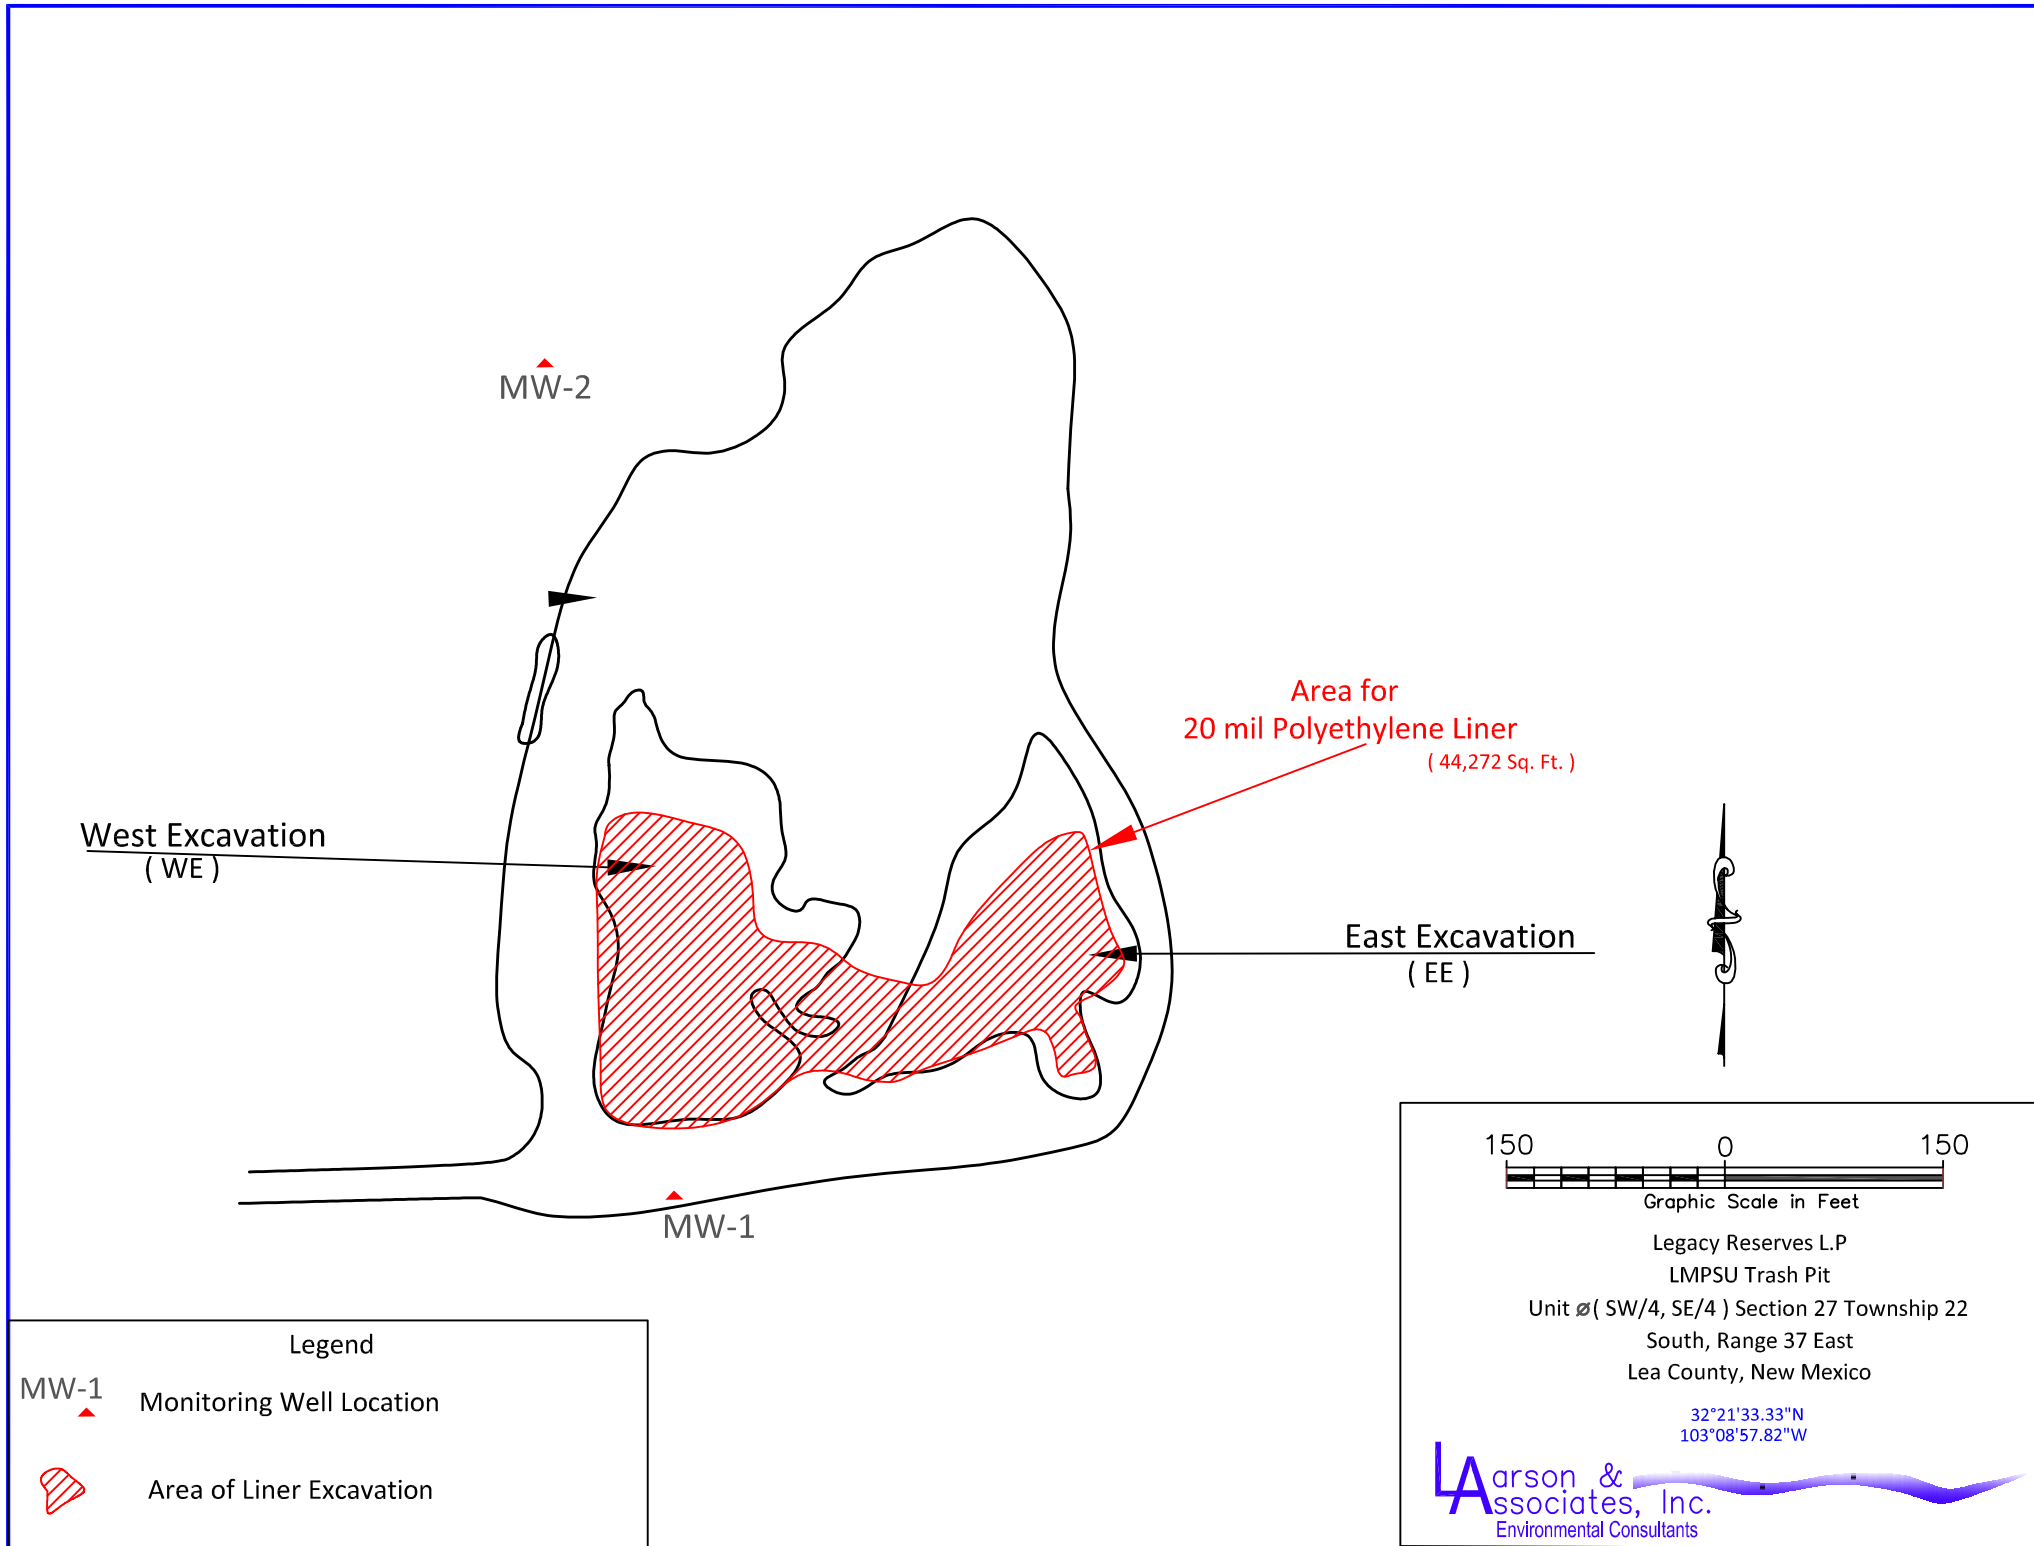 MW-2
Area for
20 mil Polyethylene Liner
( 44,272 Sq. Ft. )
West Excavation
( WE )
East Excavation
( EE )
MW-1
150 0 150
Graphic Scale in Feet
Legacy Reserves L.P
LMPSU Trash Pit
Unit ø( SW/4, SE/4 ) Section 27 Township 22
South, Range 37 East
Lea County, New Mexico
32°21'33.33"N
103°08'57.82"W
Larson &
Associates, Inc.
Environmental Consultants
Legend
MW-1
Monitoring Well Location
Area of Liner Excavation